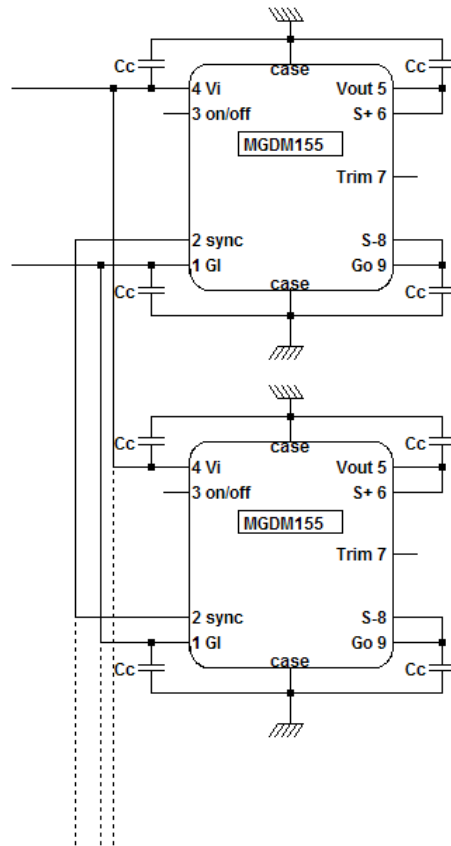 case
Cc Cc
4 Vi Vout 5
3 on/off S+ 6
MGDM155
Trim 7
2 sync S-8
1 GI Go 9
case
Cc Cc
case
Cc Cc
4 Vi Vout 5
3 on/off S+ 6
MGDM155
Trim 7
2 sync S-8
1 GI Go 9
case
Cc Cc